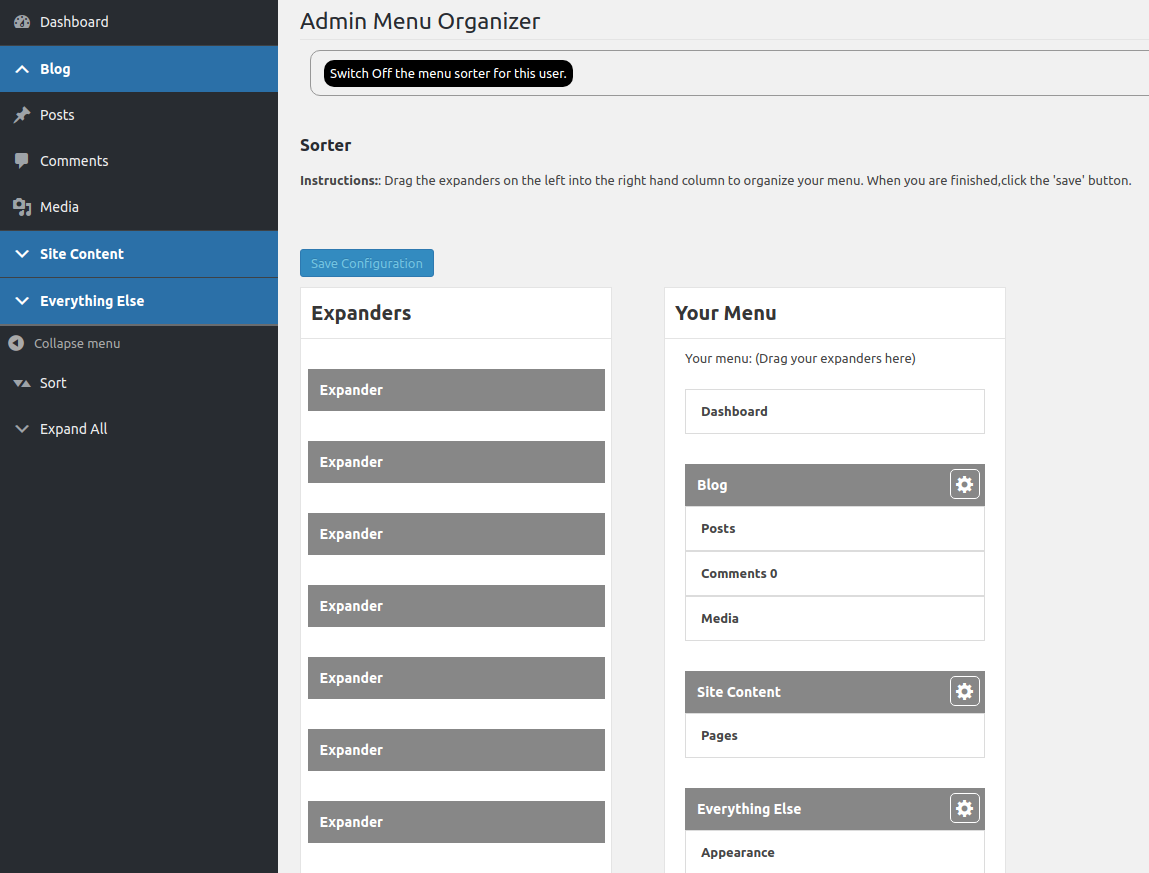 Dashboard
Blog
Posts
Comments
Media
Site Content
Everything Else
Collapse menu
Sort
Expand All
Admin Menu Organizer
Switch Off the menu sorter for this user.
Sorter
Instructions:: Drag the expanders on the left into the right hand column to organize your menu. When you are finished,click the 'save' button.
Save Configuration
Expanders
Expander
Expander
Expander
Expander
Expander
Expander
Expander
Your Menu
Your menu: (Drag your expanders here)
Dashboard
Blog
Posts
Comments 0
Media
Site Content
Pages
Everything Else
Appearance